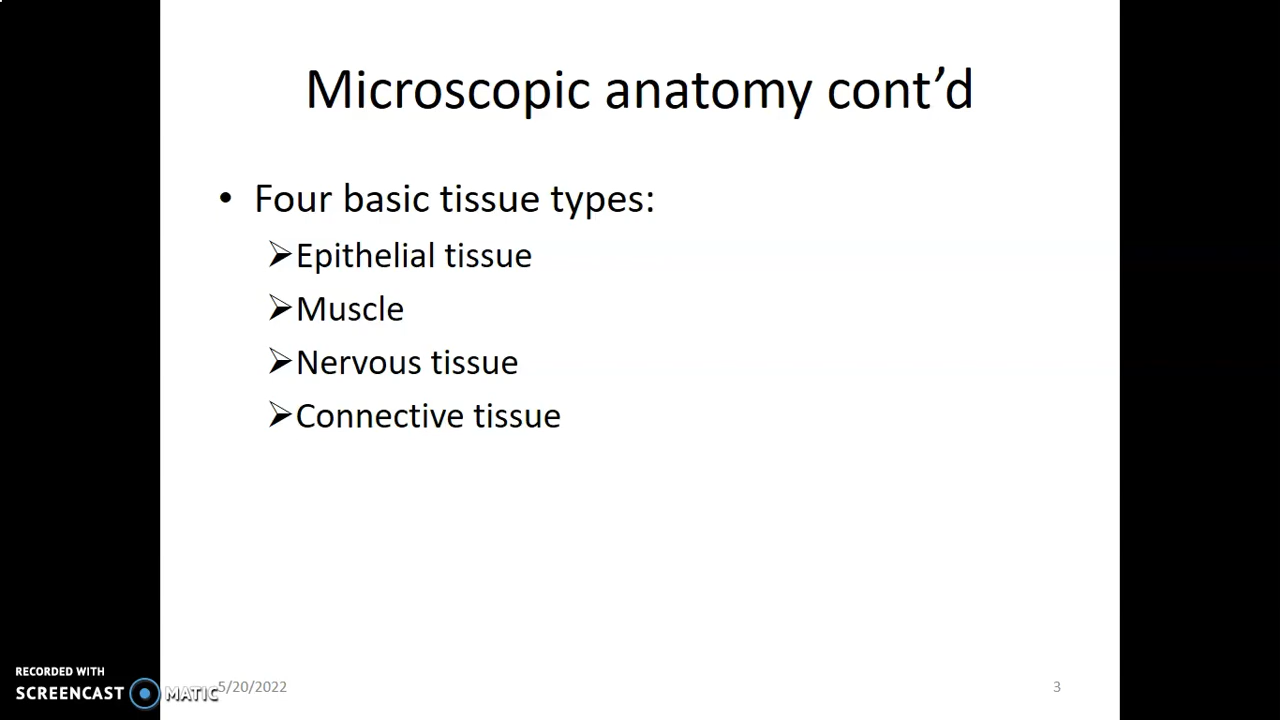 Microscopic anatomy cont’d
• Four basic tissue types:
➢Epithelial tissue
➢Muscle
➢Nervous tissue
➢Connective tissue
RECORDED WITH
SCREENCAST MATIC
5/20/2022
3